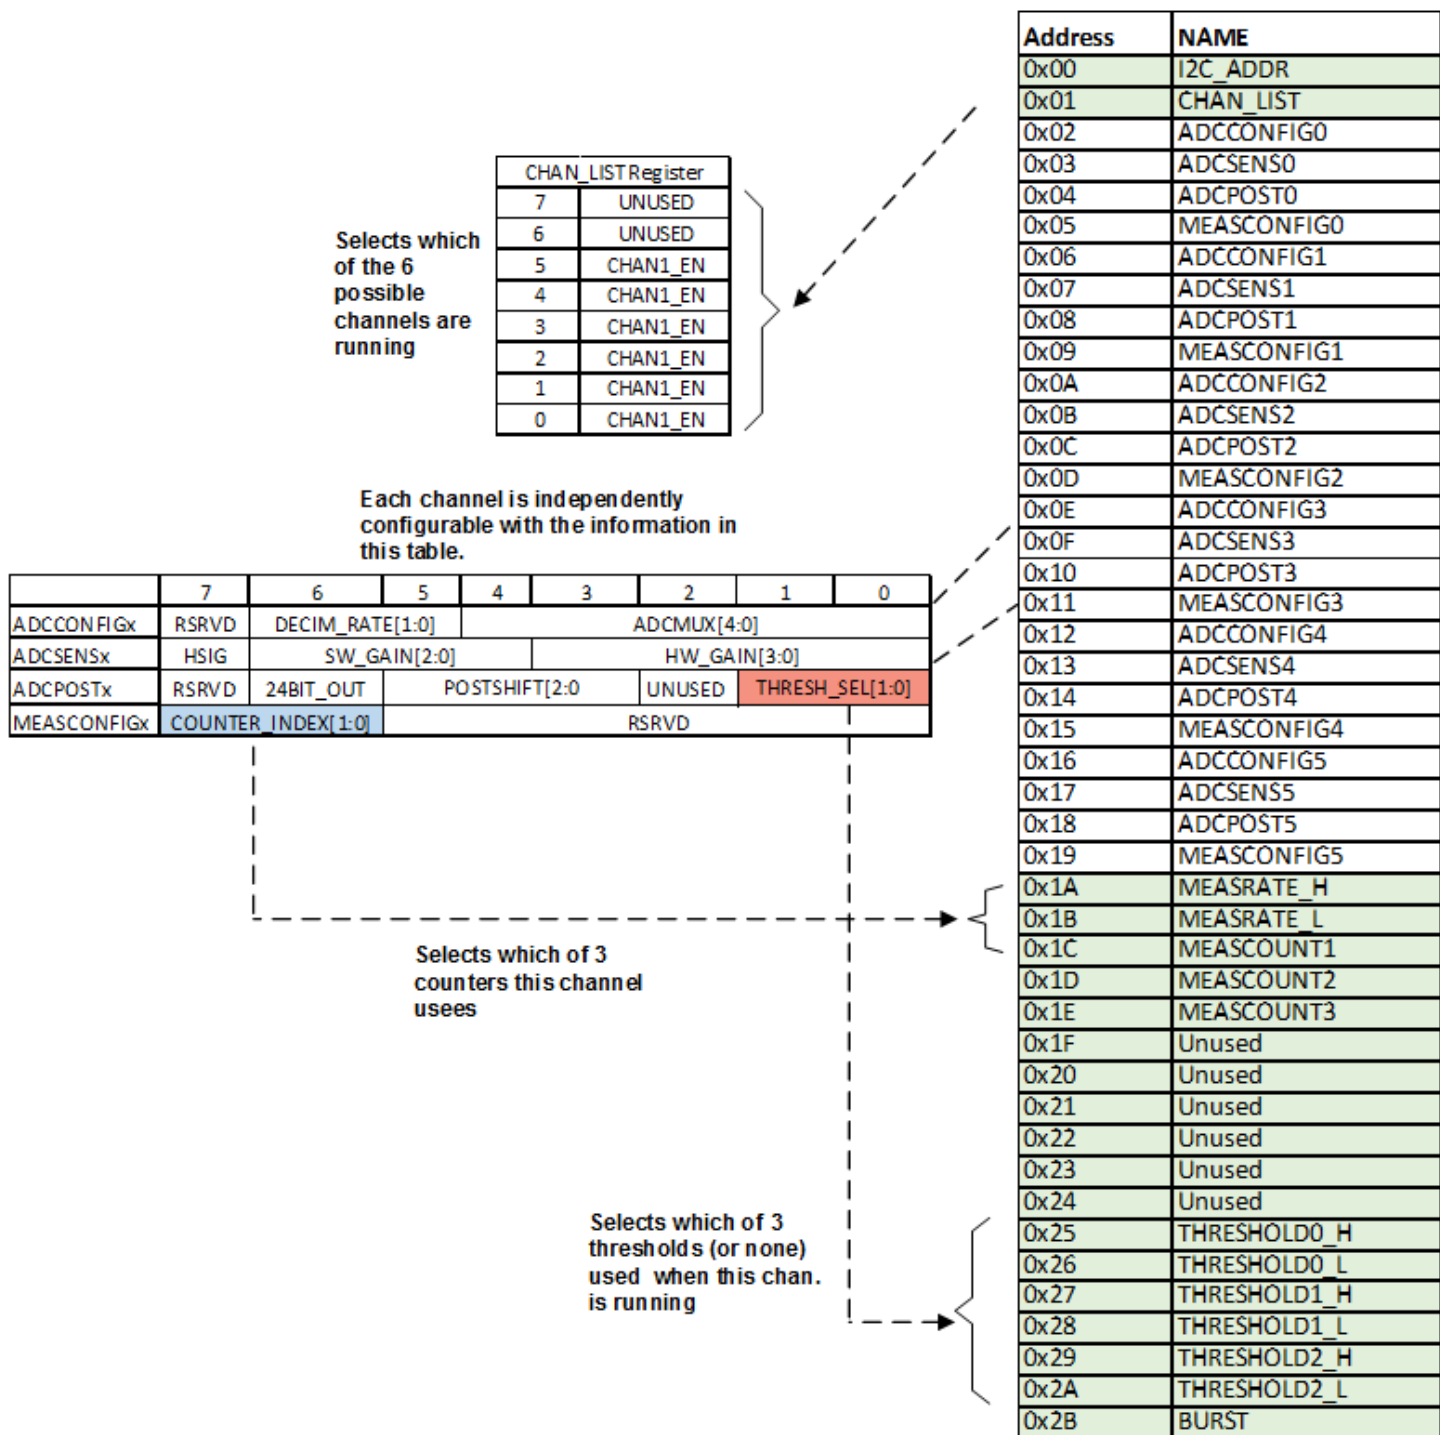 CHAN_LIST Register
7 UNUSED
6 UNUSED
5 CHAN1_EN
4 CHAN1_EN
3 CHAN1_EN
2 CHAN1_EN
1 CHAN1_EN
0 CHAN1_EN
Selects which
of the 6
possible
channels are
running
Each channel is independently
configurable with the information in
this table.
7 6 5 4 3 2 1 0
ADCCONFIGx RSRVD DECIM_RATE[1:0] ADCMUX[4:0]
ADCSENSx HSIG SW_GAIN[2:0] HW_GAIN[3:0]
ADCPOSTx RSRVD 24BIT_OUT POSTSHIFT[2:0 UNUSED THRESH_SEL[1:0]
MEASCONFIGx COUNTER_INDEX[1:0] RSRVD
Selects which of 3
counters this channel
usees
Selects which of 3
thresholds (or none)
used when this chan.
is running
Address NAME
0x00 I2C_ADDR
0x01 CHAN_LIST
0x02 ADCCONFIG0
0x03 ADCSENS0
0x04 ADCPOST0
0x05 MEASCONFIG0
0x06 ADCCONFIG1
0x07 ADCSENS1
0x08 ADCPOST1
0x09 MEASCONFIG1
0x0A ADCCONFIG2
0x0B ADCSENS2
0x0C ADCPOST2
0x0D MEASCONFIG2
0x0E ADCCONFIG3
0x0F ADCSENS3
0x10 ADCPOST3
0x11 MEASCONFIG3
0x12 ADCCONFIG4
0x13 ADCSENS4
0x14 ADCPOST4
0x15 MEASCONFIG4
0x16 ADCCONFIG5
0x17 ADCSENS5
0x18 ADCPOST5
0x19 MEASCONFIG5
0x1A MEASRATE_H
0x1B MEASRATE_L
0x1C MEASCOUNT1
0x1D MEASCOUNT2
0x1E MEASCOUNT3
0x1F Unused
0x20 Unused
0x21 Unused
0x22 Unused
0x23 Unused
0x24 Unused
0x25 THRESHOLD0_H
0x26 THRESHOLD0_L
0x27 THRESHOLD1_H
0x28 THRESHOLD1_L
0x29 THRESHOLD2_H
0x2A THRESHOLD2_L
0x2B BURST